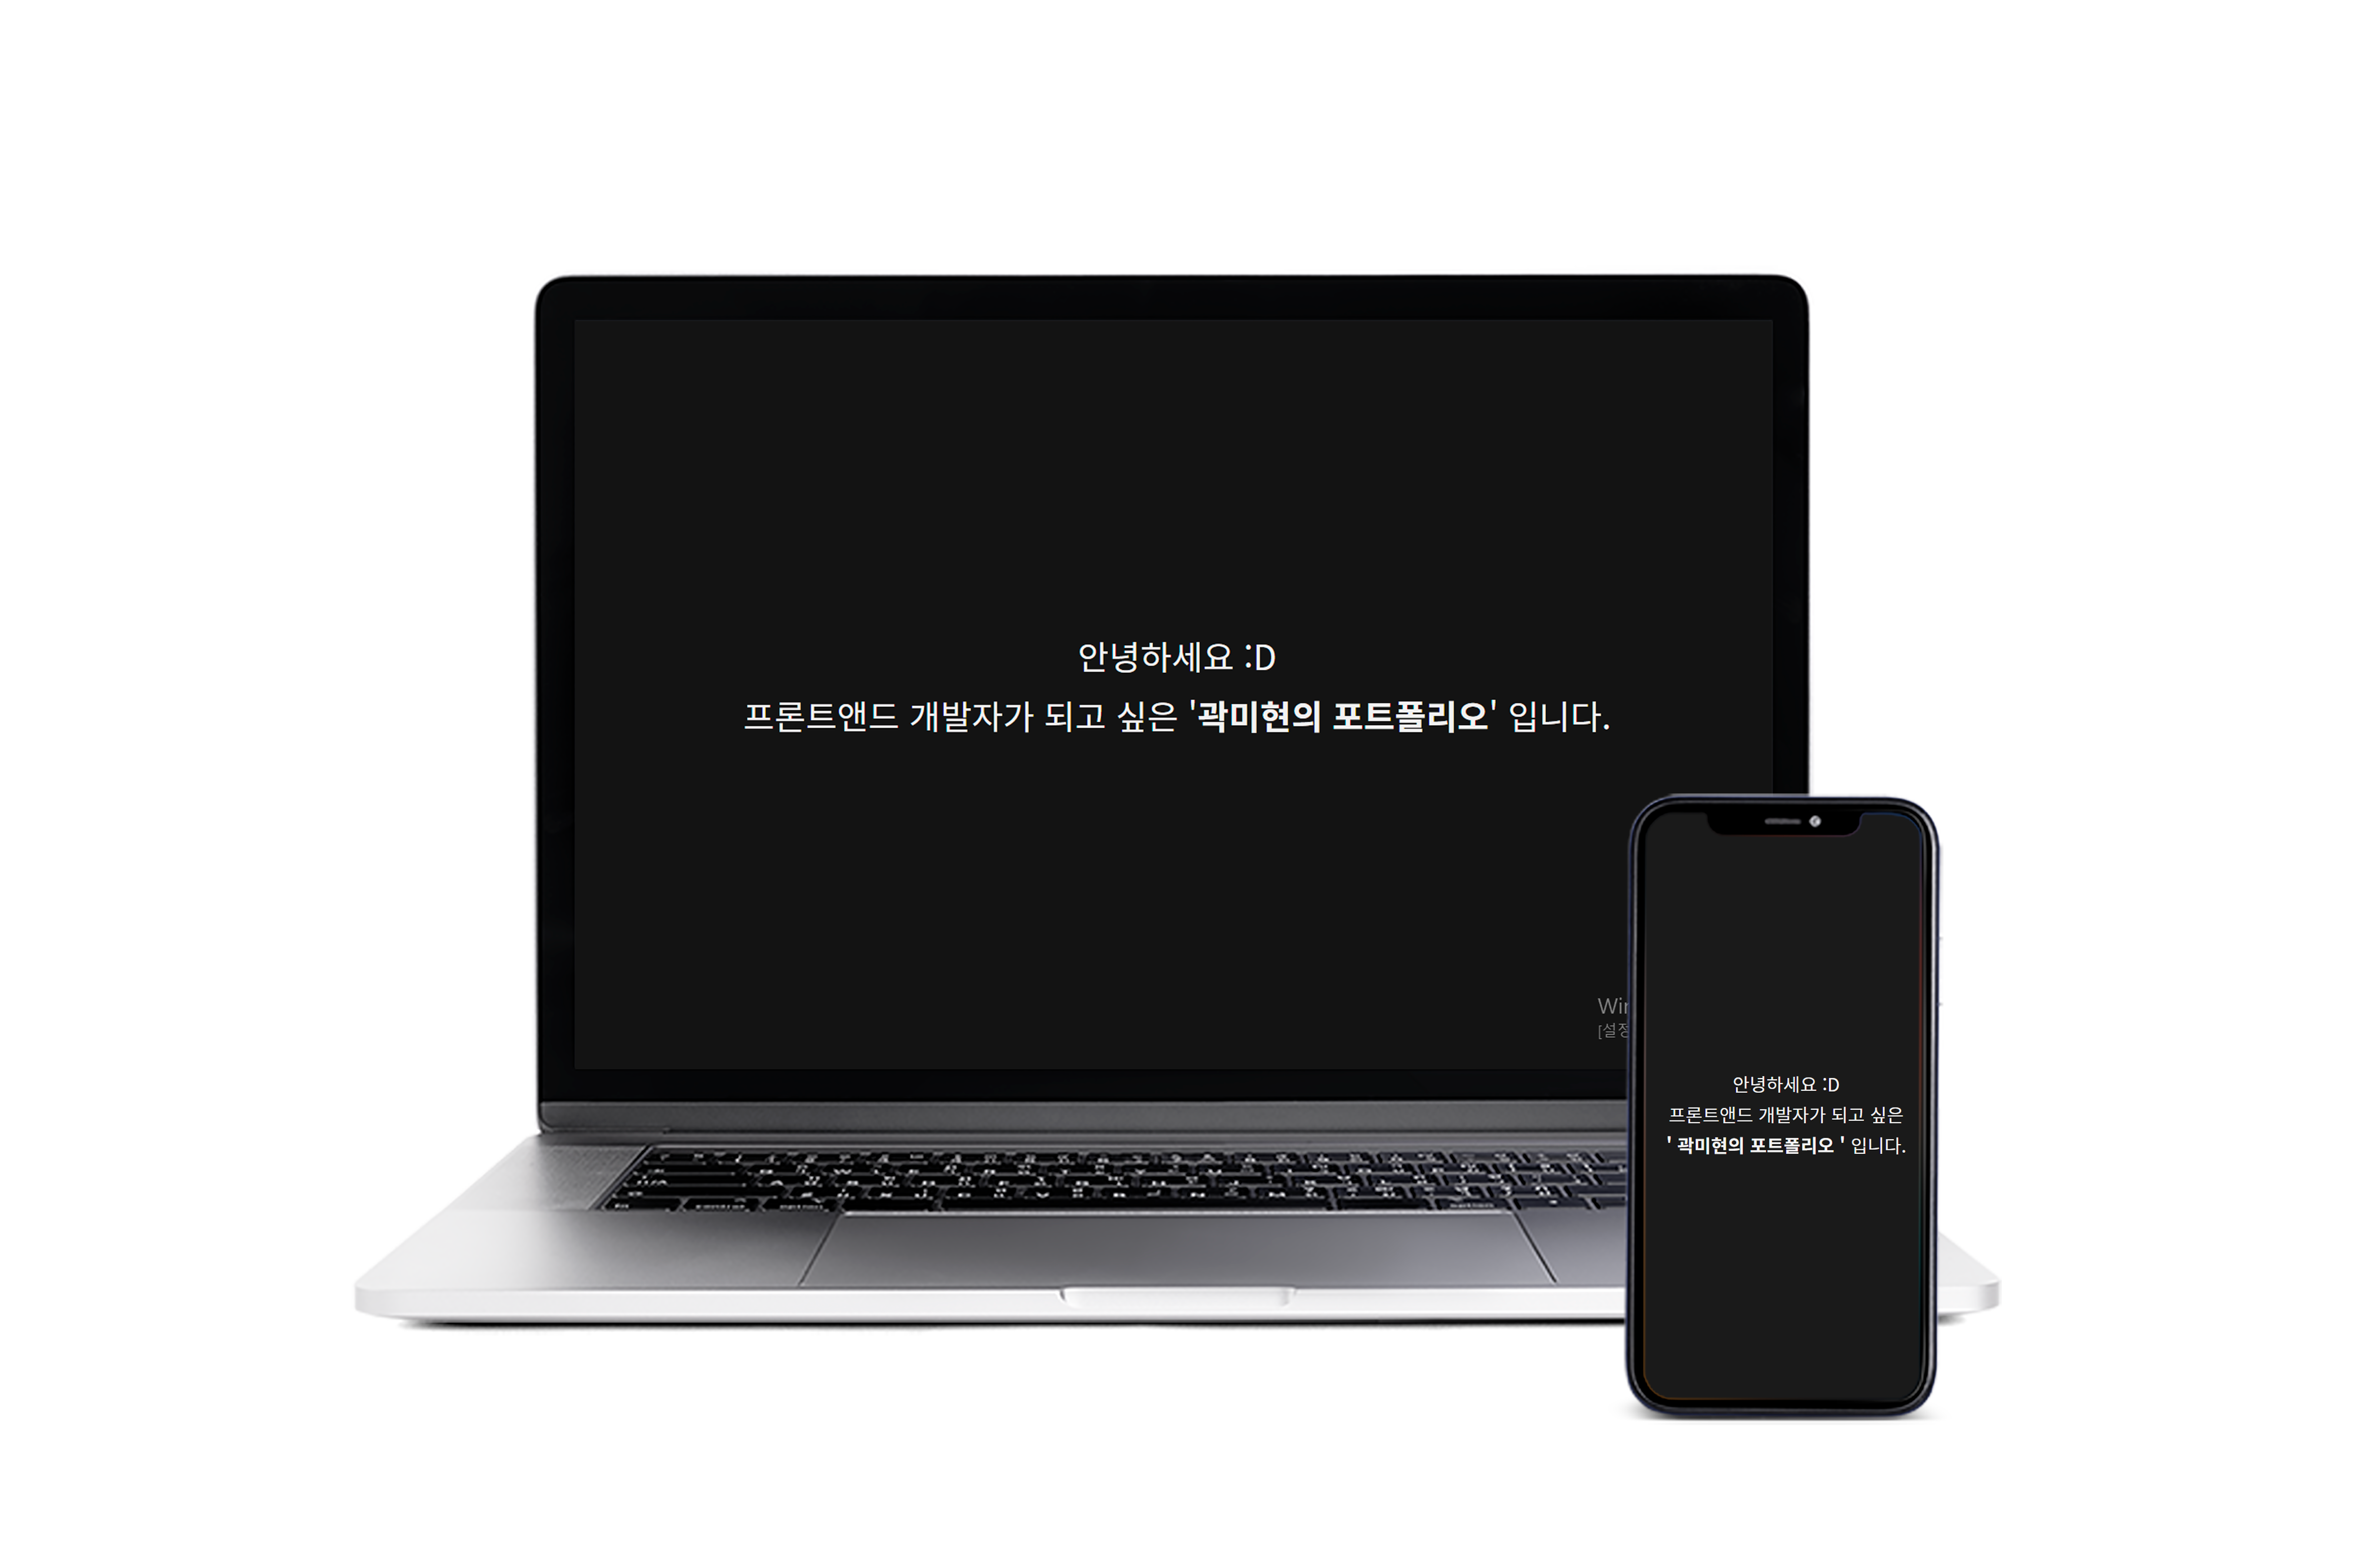 안녕하세요 :D
프론트앤드 개발자가 되고 싶은 '곽미현의 포트폴리오' 입니다.
[설정
안녕하세요 :D
프론트앤드 개발자가 되고 싶은
' 곽미현의 포트폴리오 ' 입니다.